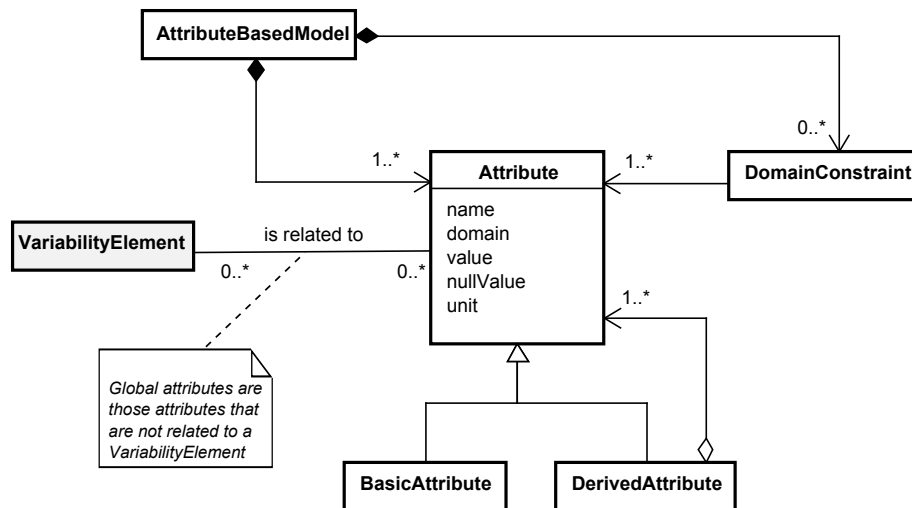 AttributeBasedModel
0..*
1..*
Attribute
1..*
DomainConstraint
name
domain
value
nullValue
unit
VariabilityElement
is related to
0..*
0..*
1..*
Global attributes are
those attributes that
are not related to a
VariabilityElement
BasicAttribute
DerivedAttribute